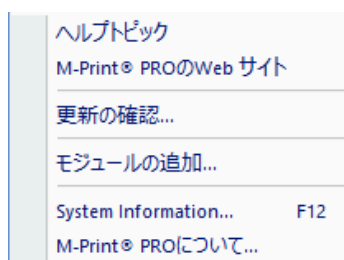 ヘルプトピック
M-Print® PROのWeb サイト
更新の確認...
モジュールの追加...
System Information... F12
M-Print® PROについて...